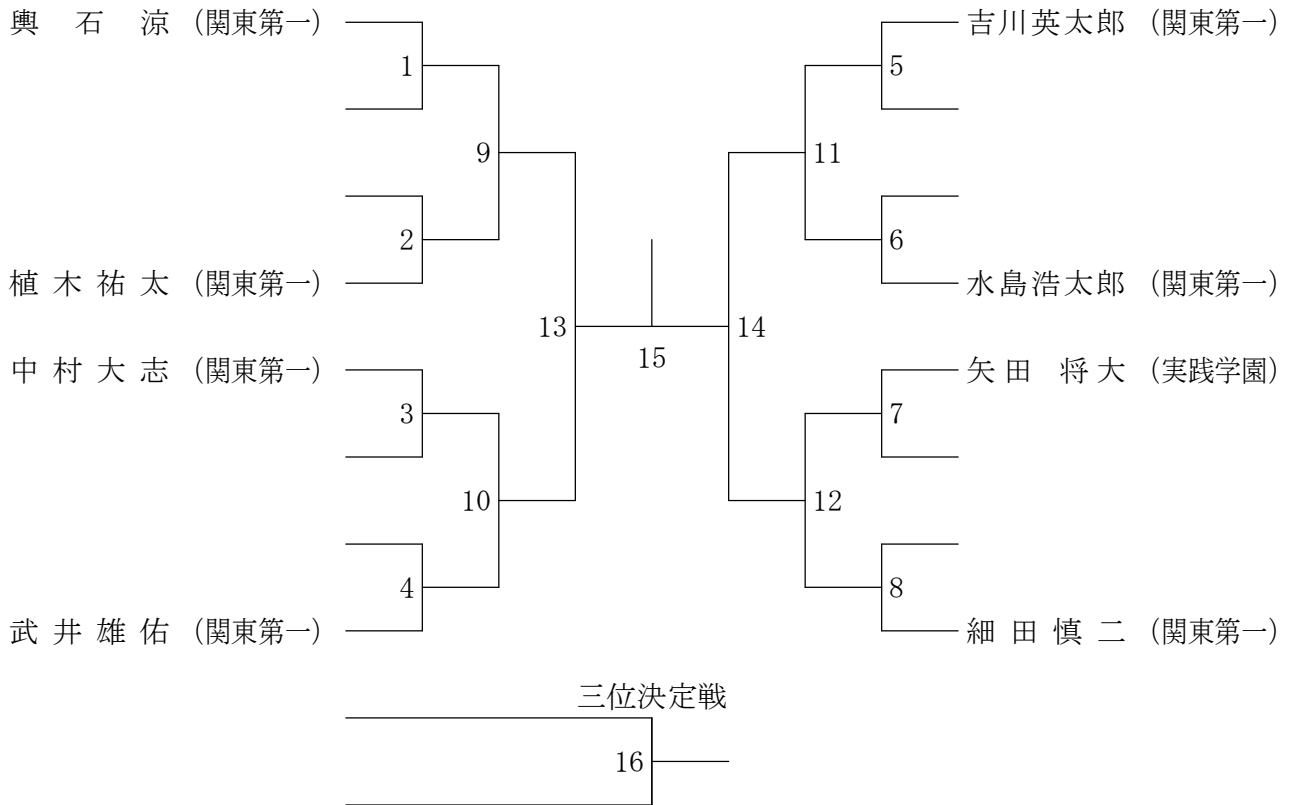 輿石涼 (関東第一)
吉川英太郎 (関東第一)
1
5
9
11
2
6
植木祐太 (関東第一)
水島浩太郎 (関東第一)
13
14
15
中村大志 (関東第一)
矢田将大 (実践学園)
3
7
10
12
4
8
武井雄佑 (関東第一)
細田慎二 (関東第一)
三位決定戦
16